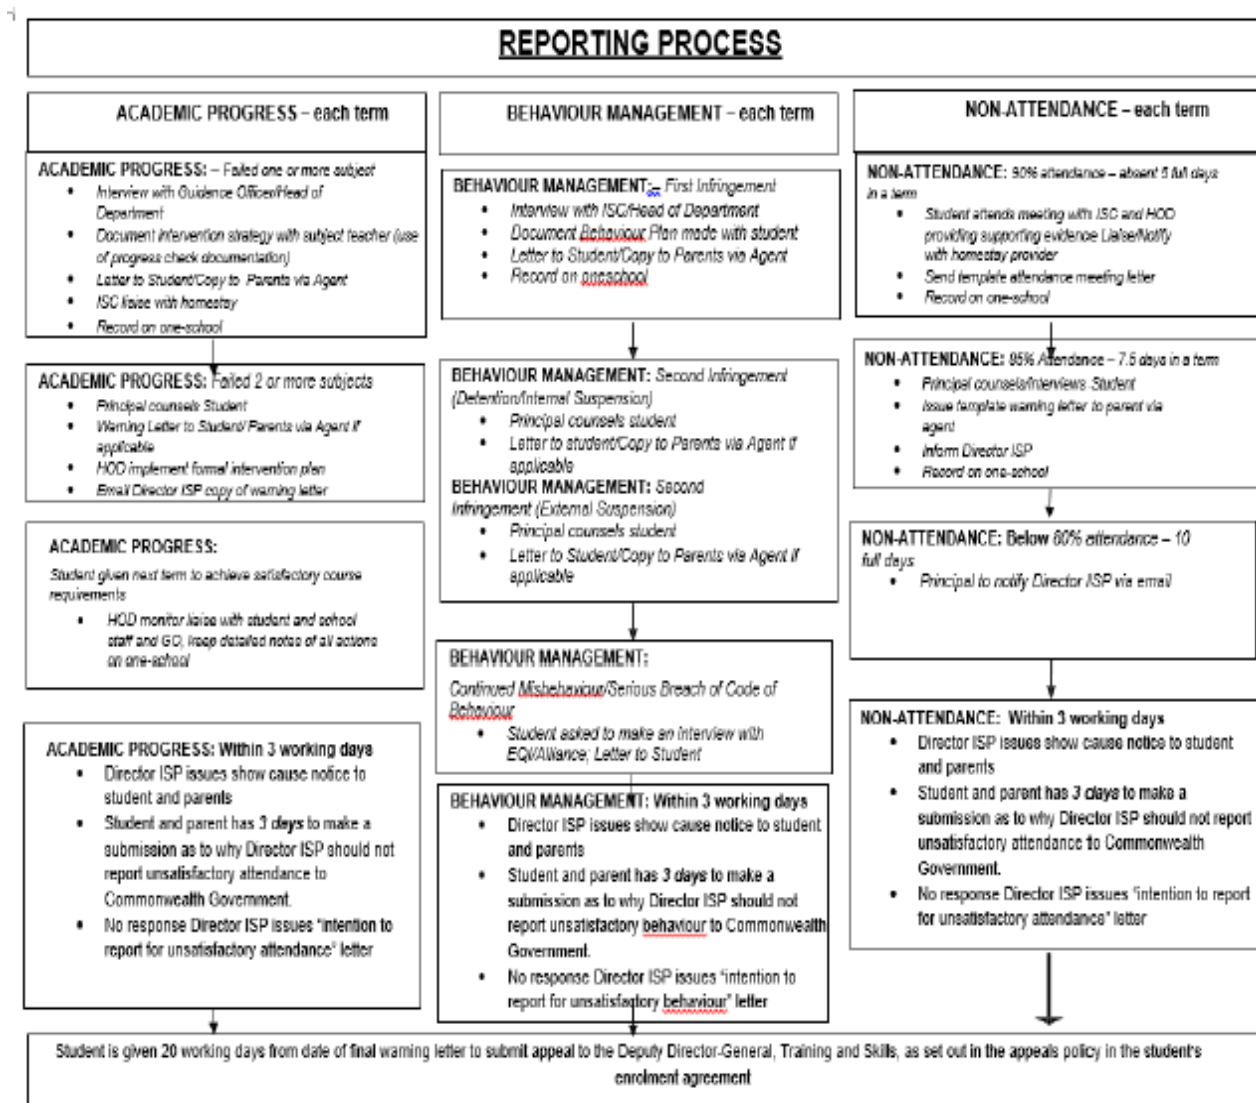 REPORTING PROCESS
ACADEMIC PROGRESS – each term
ACADEMIC PROGRESS: – Failed one or more subject
• Interview with Guidance Officer/Head of
Department
• Document intervention strategy with subject teacher (use
of progress check documentation)
• Letter to Student/Copy to Parents via Agent
• ISC liaise with homestay
• Record on one-school
ACADEMIC PROGRESS: Failed 2 or more subjects
• Principal counsels Student
• Warning Letter to Student/ Parents via Agent if
applicable
• HOD implement formal intervention plan
• Email Director ISP copy of warning letter
ACADEMIC PROGRESS:
Student given next term to achieve satisfactory course
requirements
• HOD monitor liaise with student and school
staff and GO, keep detailed notes of all actions
on one-school
ACADEMIC PROGRESS: Within 3 working days
• Director ISP issues show cause notice to
student and parents
• Student and parent has 3 days to make a
submission as to why Director ISP should not
report unsatisfactory attendance to
Commonwealth Government.
• No response Director ISP issues “intention to
report for unsatisfactory attendance” letter
BEHAVIOUR MANAGEMENT – each term
BEHAVIOUR MANAGEMENT:– First Infringement
• Interview with ISC/Head of Department
• Document Behaviour Plan made with student
• Letter to Student/Copy to Parents via Agent
• Record on oneschool
BEHAVIOUR MANAGEMENT: Second Infringement
(Detention/Internal Suspension)
• Principal counsels student
• Letter to student/Copy to Parents via Agent if
applicable
BEHAVIOUR MANAGEMENT: Second
Infringement (External Suspension)
• Principal counsels student
• Letter to Student/Copy to Parents via Agent if
applicable
BEHAVIOUR MANAGEMENT:
Continued Misbehaviour/Serious Breach of Code of
Behaviour
• Student asked to make an interview with
EQI/Alliance; Letter to Student
BEHAVIOUR MANAGEMENT: Within 3 working days
• Director ISP issues show cause notice to student
and parents
• Student and parent has 3 days to make a
submission as to why Director ISP should not
report unsatisfactory behaviour to Commonwealth
Government.
• No response Director ISP issues “intention to
report for unsatisfactory behaviour” letter
NON-ATTENDANCE – each term
NON-ATTENDANCE: 90% attendance – absent 5 full days
in a term
• Student attends meeting with ISC and HOD
providing supporting evidence Liaise/Notify
with homestay provider
• Send template attendance meeting letter
• Record on one-school
NON-ATTENDANCE: 85% Attendance – 7.5 days in a term
• Principal counsels/Interviews Student
• Issue template warning letter to parent via
agent
• Inform Director ISP
• Record on one-school
NON-ATTENDANCE: Below 80% attendance – 10
full days
• Principal to notify Director ISP via email
NON-ATTENDANCE: Within 3 working days
• Director ISP issues show cause notice to student
and parents
• Student and parent has 3 days to make a
submission as to why Director ISP should not report
unsatisfactory attendance to Commonwealth
Government.
• No response Director ISP issues “intention to report
for unsatisfactory attendance” letter
Student is given 20 working days from date of final warning letter to submit appeal to the Deputy Director-General, Training and Skills, as set out in the appeals policy in the student's
enrolment agreement